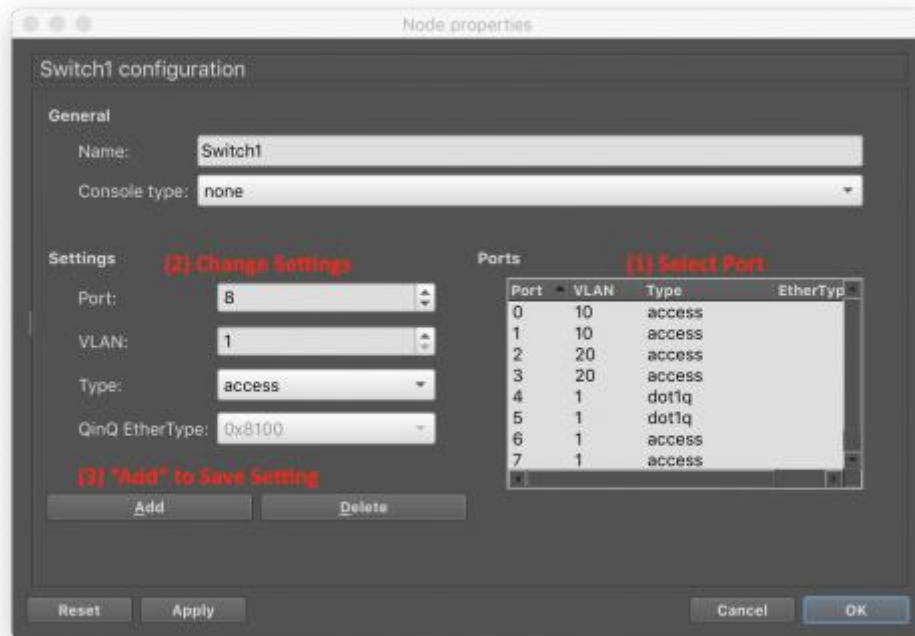 Node properties
Switch1 configuration
General
Name: Switch1
Console type: none
Settings (2) Change Settings
Port: 8
VLAN: 1
Type: access
QinQ EtherType: 0x8100
(3) "Add" to Save Setting
Add Delete
Ports (1) Select Port
Port VLAN Type EtherTyp
0 10 access
1 10 access
2 20 access
3 20 access
4 1 dot1q
5 1 dot1q
6 1 access
7 1 access
Reset Apply Cancel OK